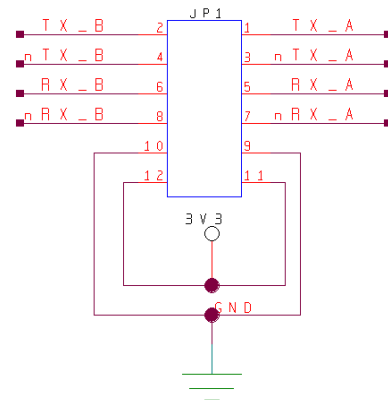 JP1
TX_B 2 1 TX_A
nTX_B 4 3 nTX_A
RX_B 6 5 RX_A
nRX_B 8 7 nRX_A
10 9
12 11
3V3
GND